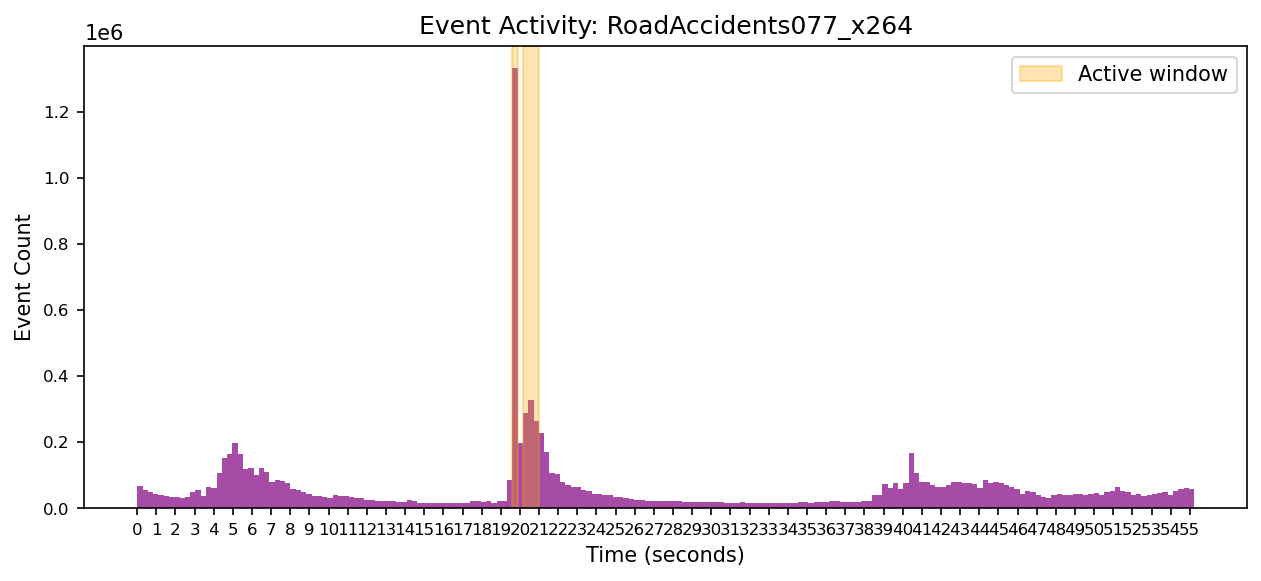 Event Activity: RoadAccidents077_x264
1e6
Active window
1.2
1.0
0.8
0.6
0.4
0.2
0.0
Event Count
0 1 2 3 4 5 6 7 8 9 10 11 12 13 14 15 16 17 18 19 20 21 22 23 24 25 26 27 28 29 30 31 32 33 34 35 36 37 38 39 40 41 42 43 44 45 46 47 48 49 50 51 52 53 54 55
Time (seconds)